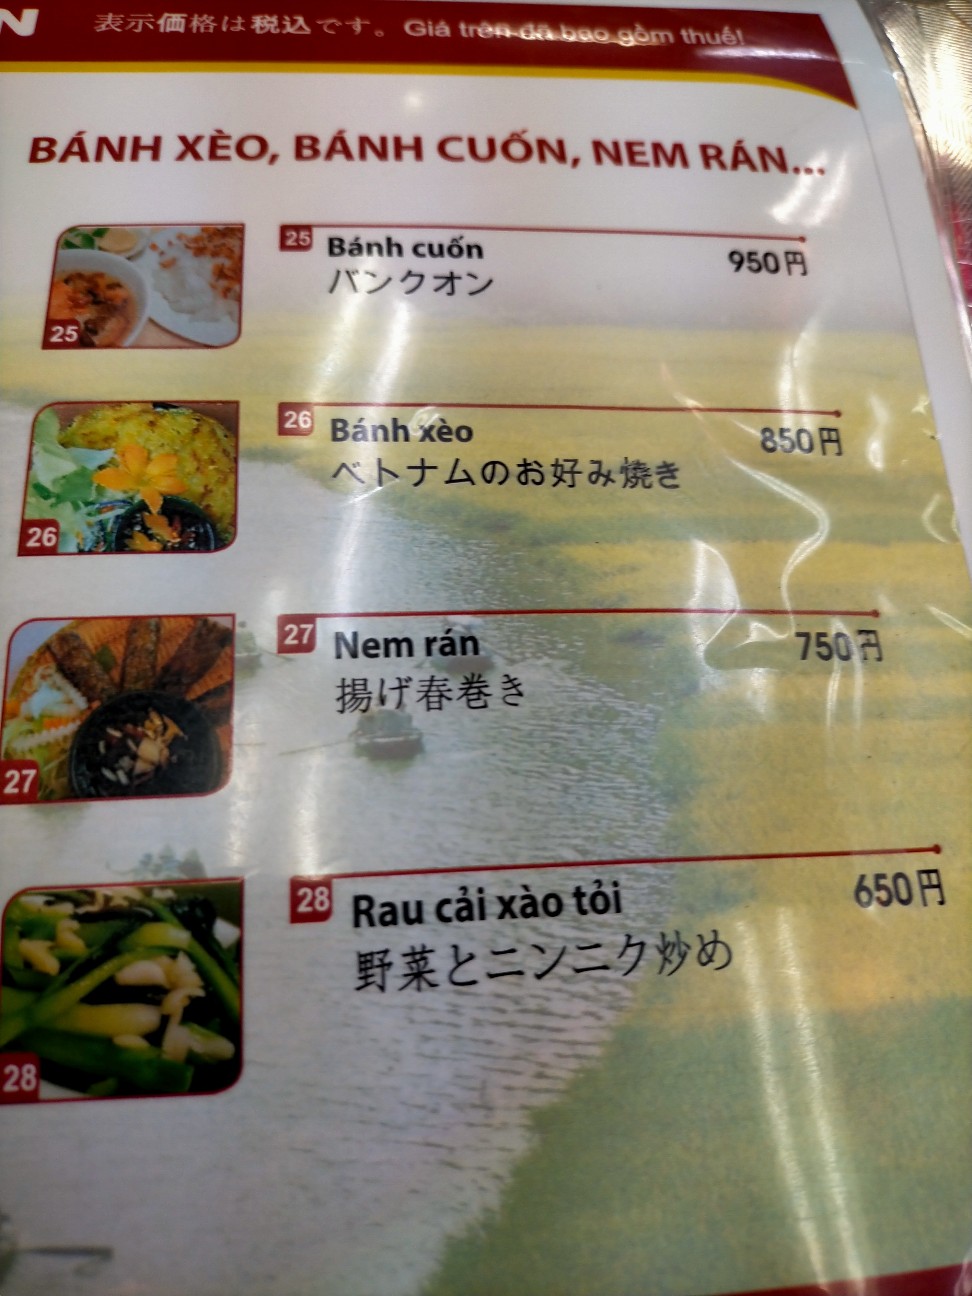 N 表示価格は税込です。 Giá trên đã bao gồm thuế!
BÁNH XÈO, BÁNH CUỐN, NEM RÁN...
25 Bánh cuốn 950円
バンクオン
25
26 Bánh xèo 850円
ベトナムのお好み焼き
26
27 Nem rán 750円
揚げ春巻き
27
28 Rau cải xào tỏi 650円
野菜とニンニク炒め
28